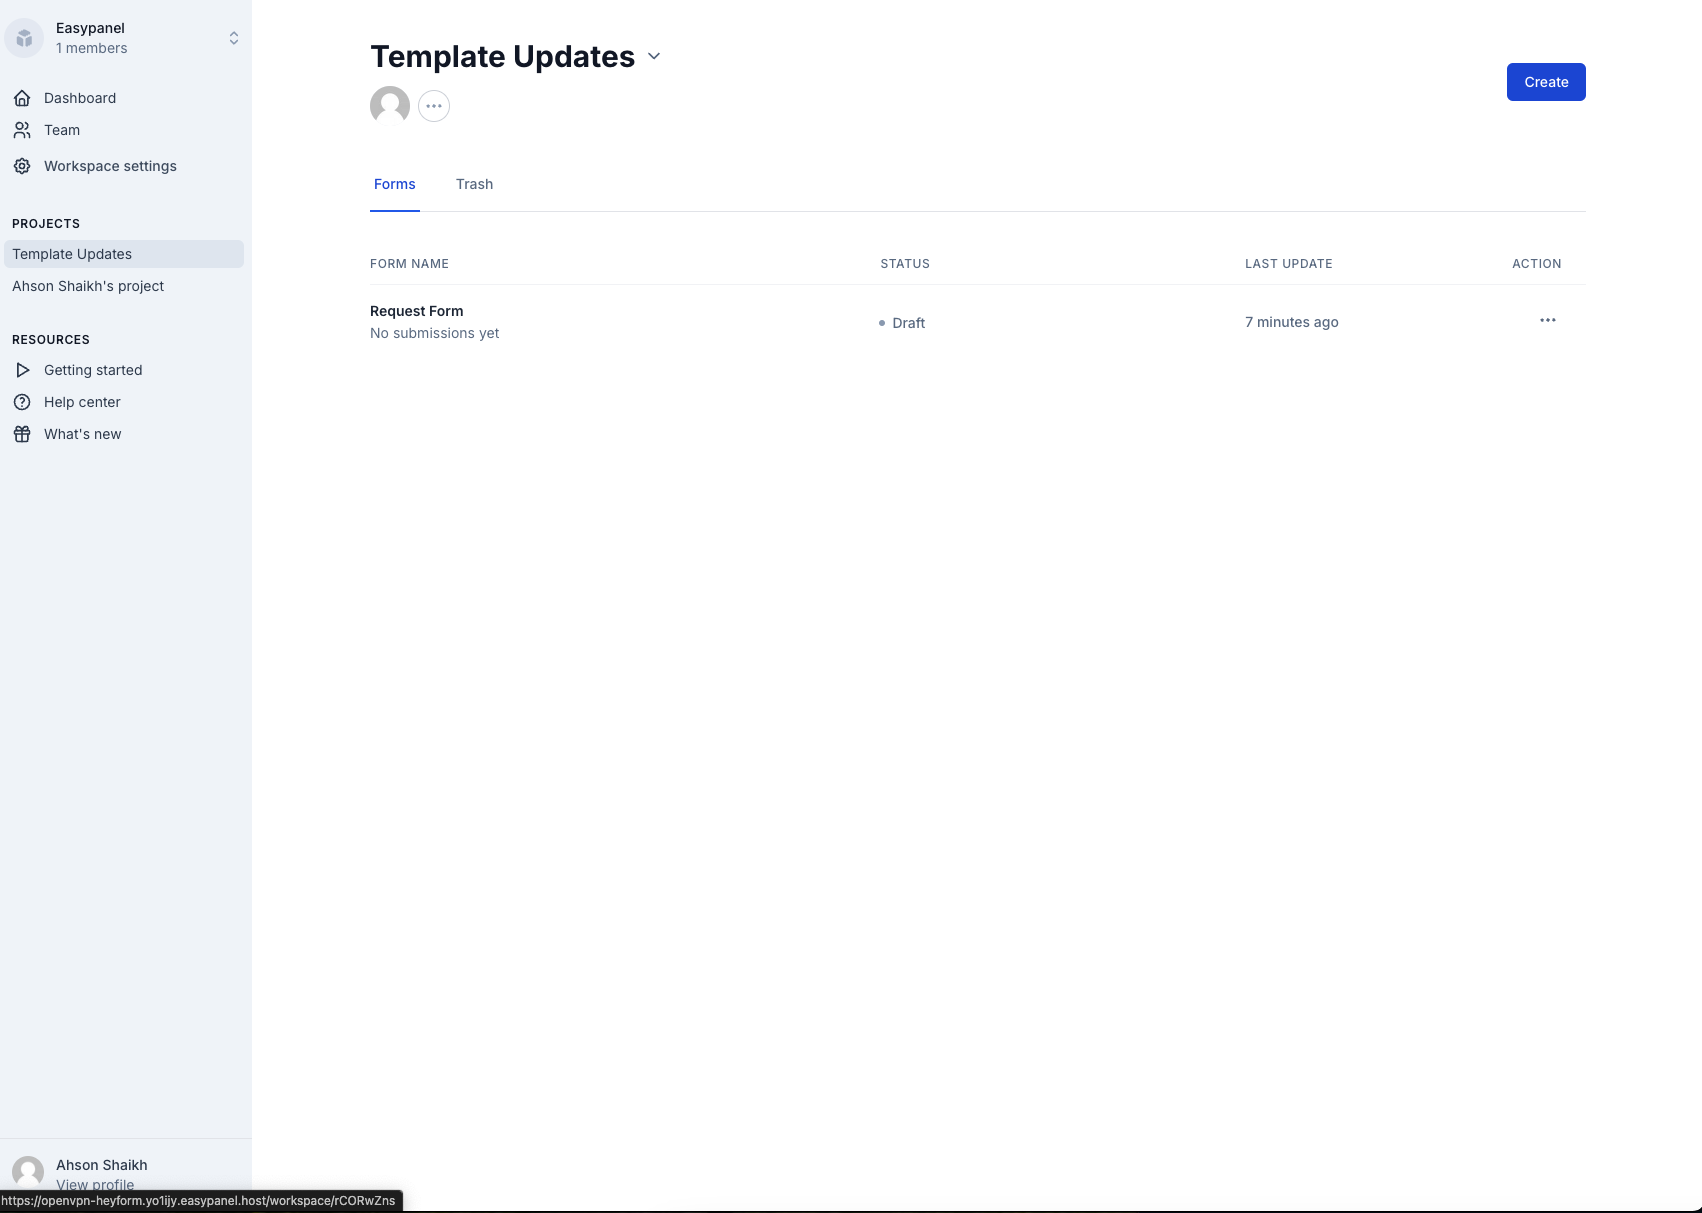 Easypanel
1 members
Dashboard
Team
Workspace settings
PROJECTS
Template Updates
Ahson Shaikh's project
RESOURCES
Getting started
Help center
What's new
Ahson Shaikh
View profile
https://openvpn-heyform.yo1ijy.easypanel.host/workspace/rCORwZns
Template Updates
Create
Forms Trash
FORM NAME STATUS LAST UPDATE ACTION
Request Form
No submissions yet
Draft
7 minutes ago